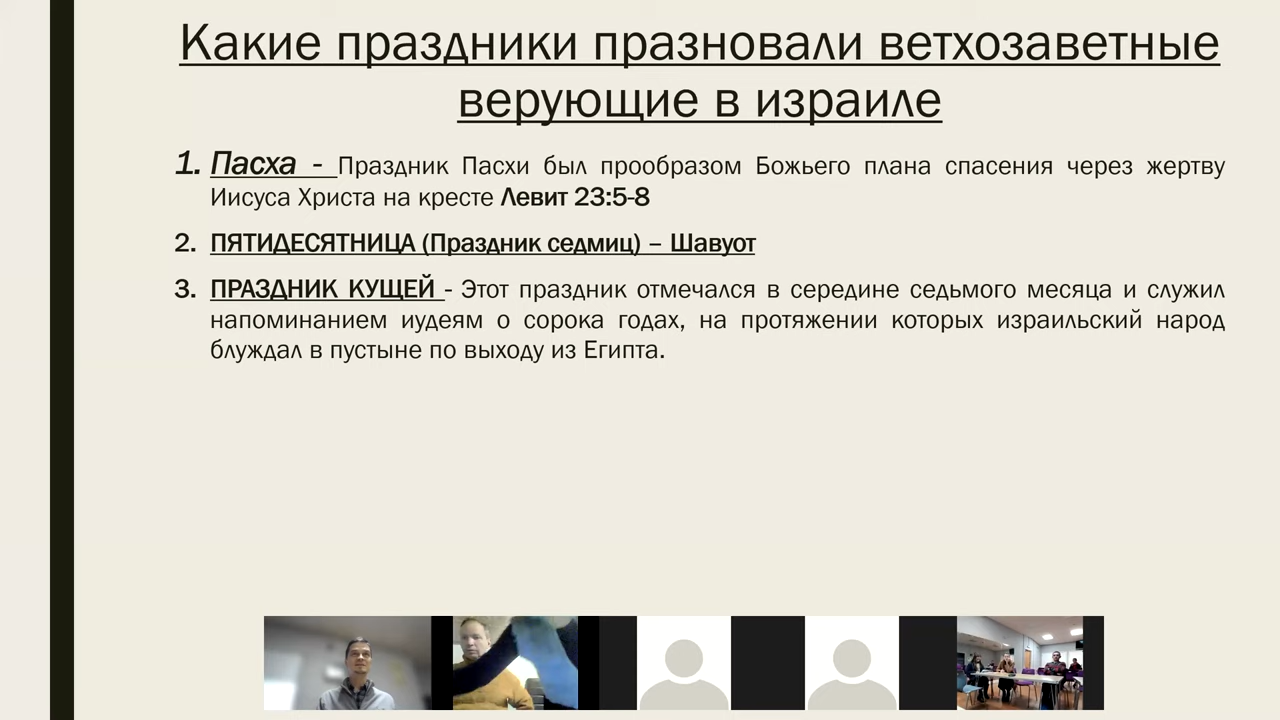 Какие праздники празновали ветхозаветные
верующие в израиле
1. Пасха - Праздник Пасхи был прообразом Божьего плана спасения через жертву
Иисуса Христа на кресте Левит 23:5-8
2. ПЯТИДЕСЯТНИЦА (Праздник седмиц) – Шавуот
3. ПРАЗДНИК КУЩЕЙ - Этот праздник отмечался в середине седьмого месяца и служил
напоминанием иудеям о сорока годах, на протяжении которых израильский народ
блуждал в пустыне по выходу из Египта.